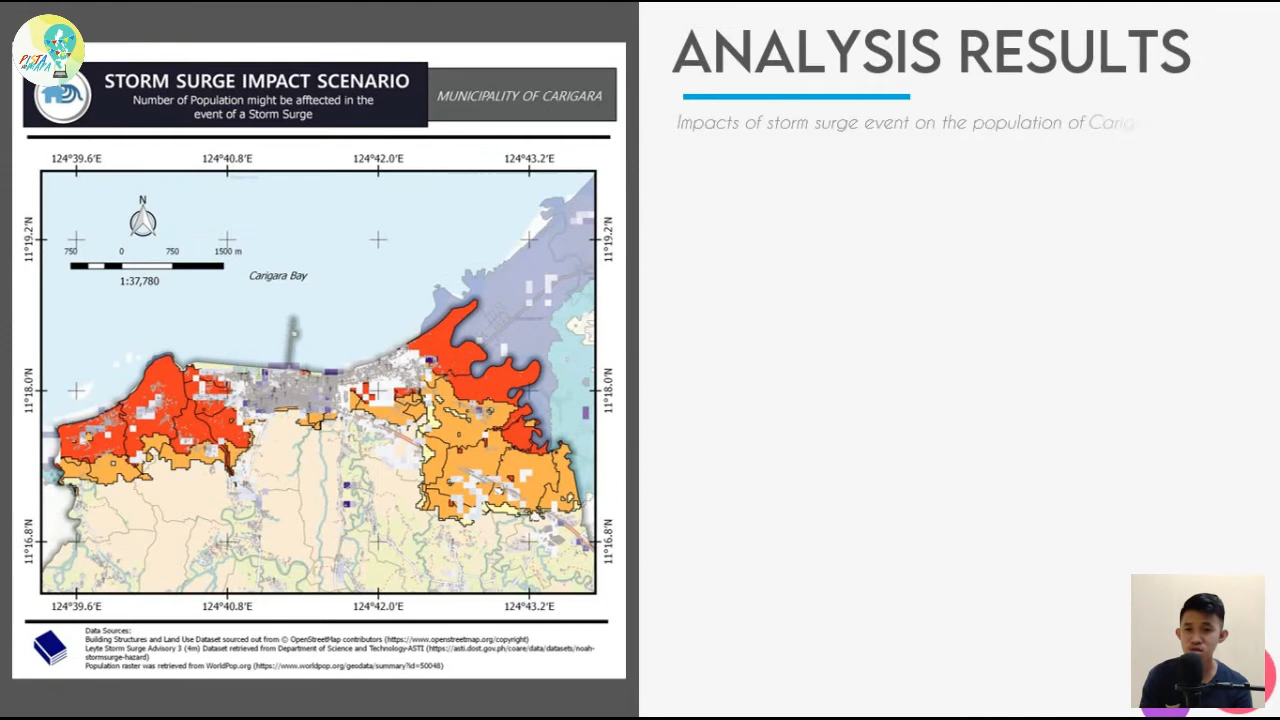 ANALYSIS RESULTS
Impacts of storm surge event on the population of Carig
PISTA
MAPA
STORM SURGE IMPACT SCENARIO
Number of Population might be afftected in the
event of a Storm Surge
MUNICIPALITY OF CARIGARA
124°39.6'E 124°40.8'E 124°42.0'E 124°43.2'E
N
11°19.2'N 11°19.2'N
750 0 750 1500 m
1:37,780
Carigara Bay
11°18.0'N 11°18.0'N
11°16.8'N 11°16.8'N
124°39.6'E 124°40.8'E 124°42.0'E 124°43.2'E
Data Sources:
Building Structures and Land Use Dataset sourced out from © OpenStreetMap contributors (https://www.openstreetmap.org/copyright)
Leyte Storm Surge Advisory 3 (4m) Dataset retrieved from Department of Science and Technology-ASTI (https://asti.dost.gov.ph/coare/data/datasets/noah-
stormsurge-hazard)
Population raster was retrieved from WorldPop.org (https://www.worldpop.org/geodata/summary?id=50048)